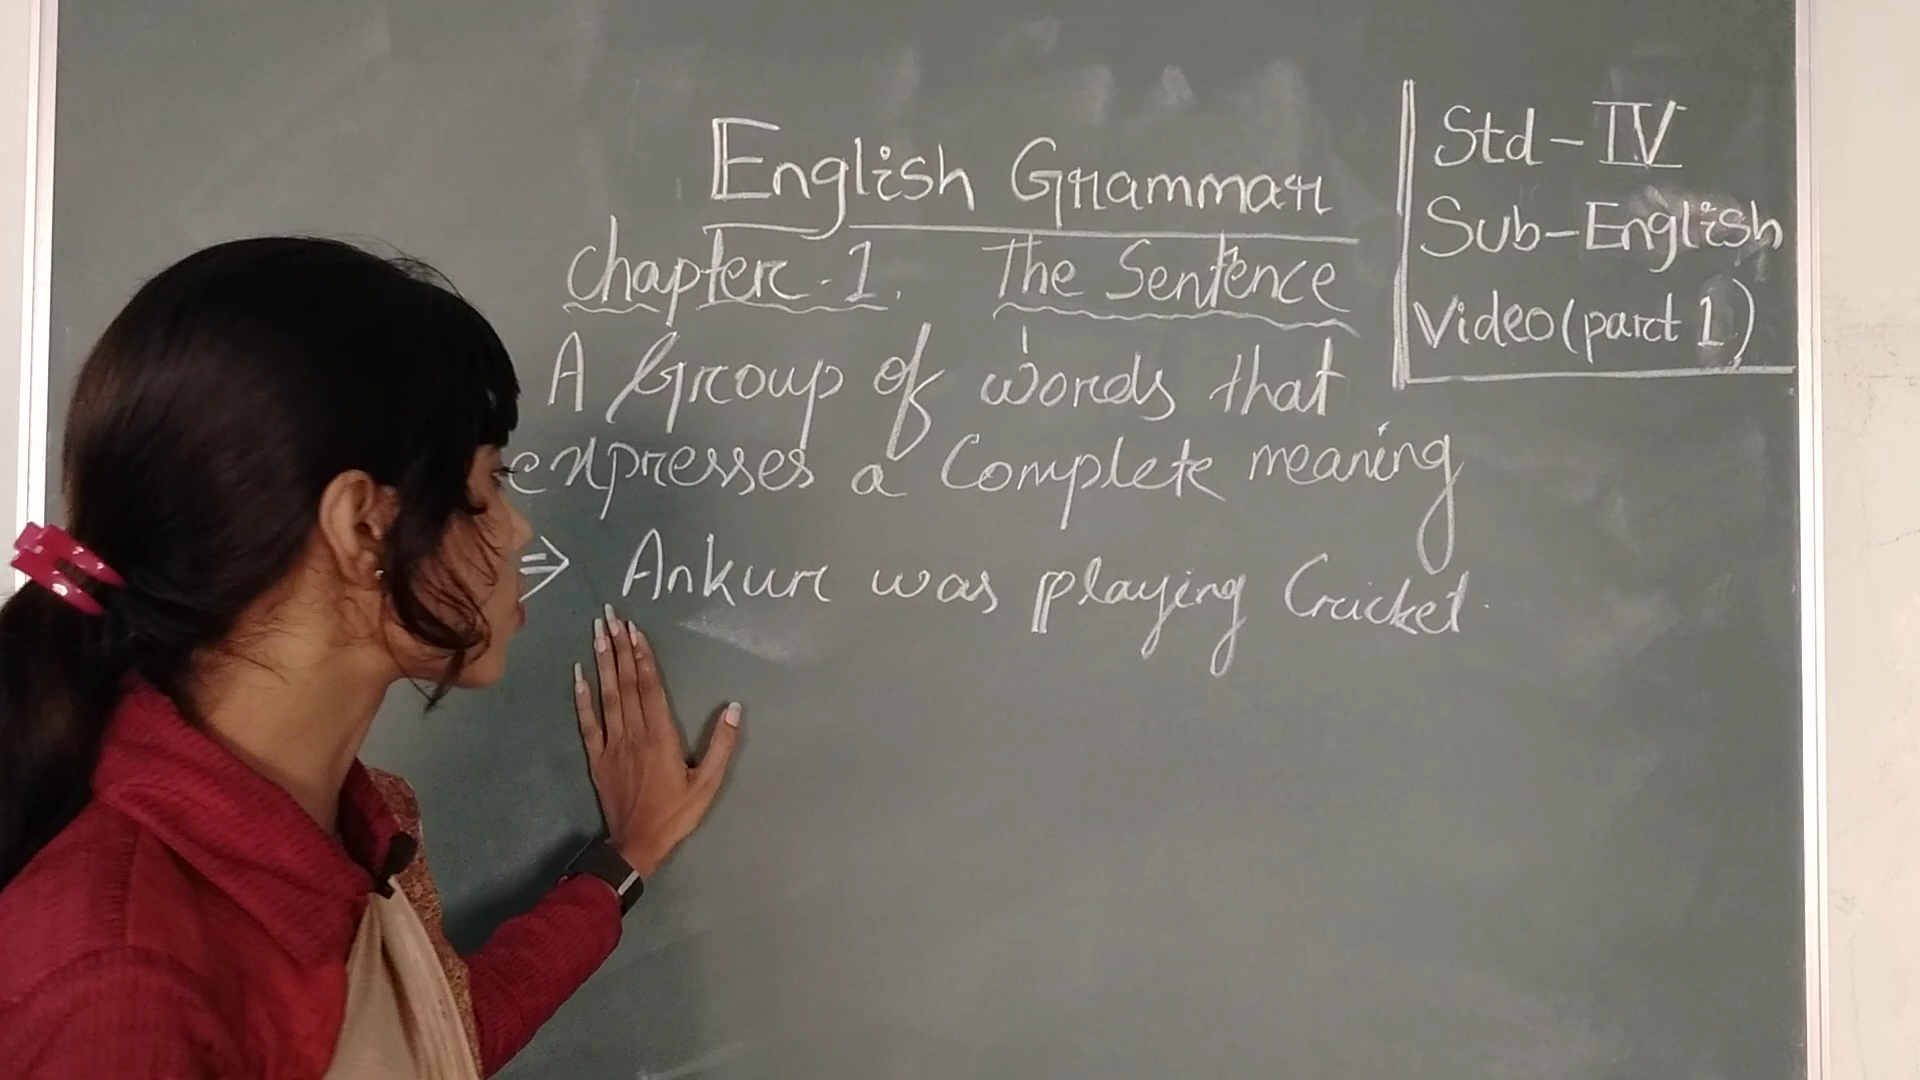 English Grammar
Chapter-1. The Sentence
A Group of words that
expresses a Complete meaning
⇒ Ankur was playing Cricket.
Std-IV
Sub-English
Video (part 1)